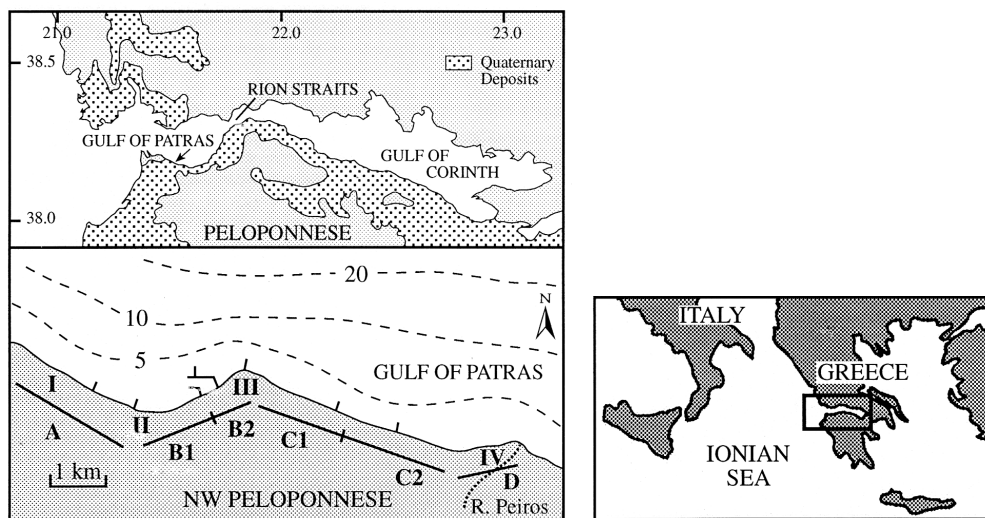 21.0 22.0 23.0
38.5
Quaternary
Deposits
RION STRAITS
GULF OF PATRAS
GULF OF
CORINTH
38.0
PELOPONNESE
20
10
N
5
GULF OF PATRAS
I
III
II
A
B1
B2
C1
C2
IV
D
1 km
R. Peiros
NW PELOPONNESE
ITALY
GREECE
IONIAN
SEA